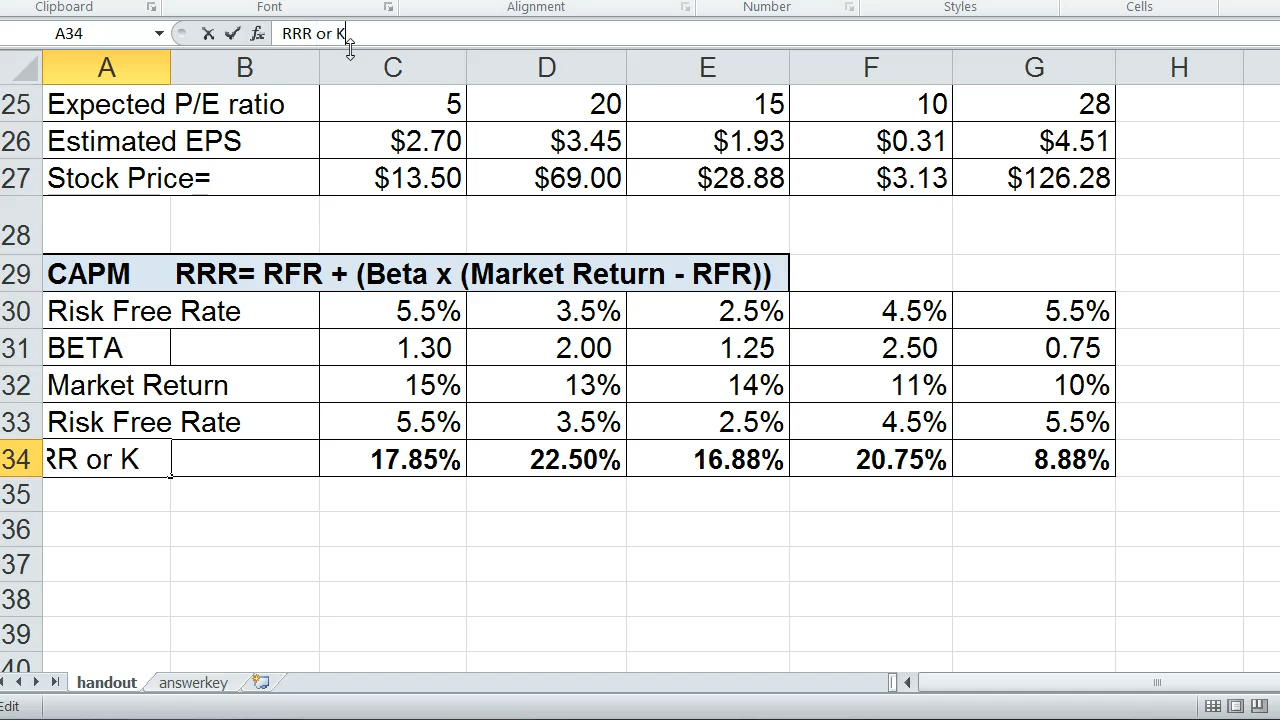 Clipboard Font Alignment Number Styles Cells
A34 fx RRR or K
A B C D E F G H
25 Expected P/E ratio 5 20 15 10 28
26 Estimated EPS $2.70 $3.45 $1.93 $0.31 $4.51
27 Stock Price= $13.50 $69.00 $28.88 $3.13 $126.28
28
29 CAPM RRR= RFR + (Beta x (Market Return - RFR))
30 Risk Free Rate 5.5% 3.5% 2.5% 4.5% 5.5%
31 BETA 1.30 2.00 1.25 2.50 0.75
32 Market Return 15% 13% 14% 11% 10%
33 Risk Free Rate 5.5% 3.5% 2.5% 4.5% 5.5%
34 RR or K 17.85% 22.50% 16.88% 20.75% 8.88%
35
36
37
38
39
40
handout answerkey
Edit